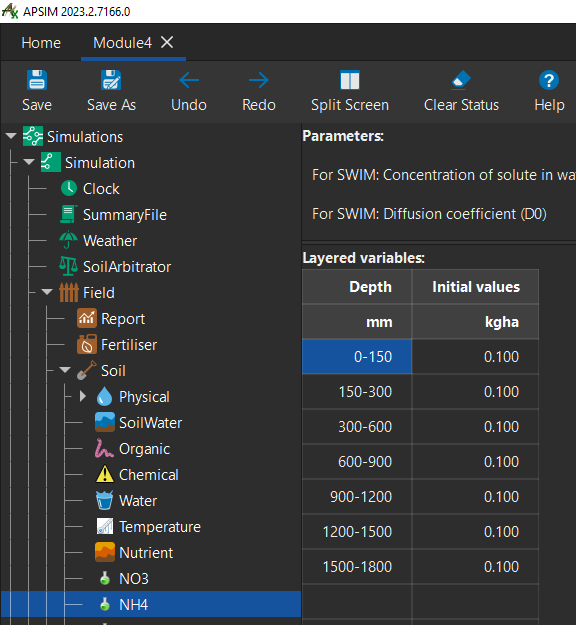 APSIM 2023.2.7166.0
Home Module4
Save Save As Undo Redo Split Screen Clear Status Help
Simulations
Simulation
Clock
SummaryFile
Weather
SoilArbitrator
Field
Report
Fertiliser
Soil
Physical
SoilWater
Organic
Chemical
Water
Temperature
Nutrient
NO3
NH4
Parameters:
For SWIM: Concentration of solute in wa
For SWIM: Diffusion coefficient (D0)
Layered variables:
Depth Initial values
mm kgha
0-150 0.100
150-300 0.100
300-600 0.100
600-900 0.100
900-1200 0.100
1200-1500 0.100
1500-1800 0.100